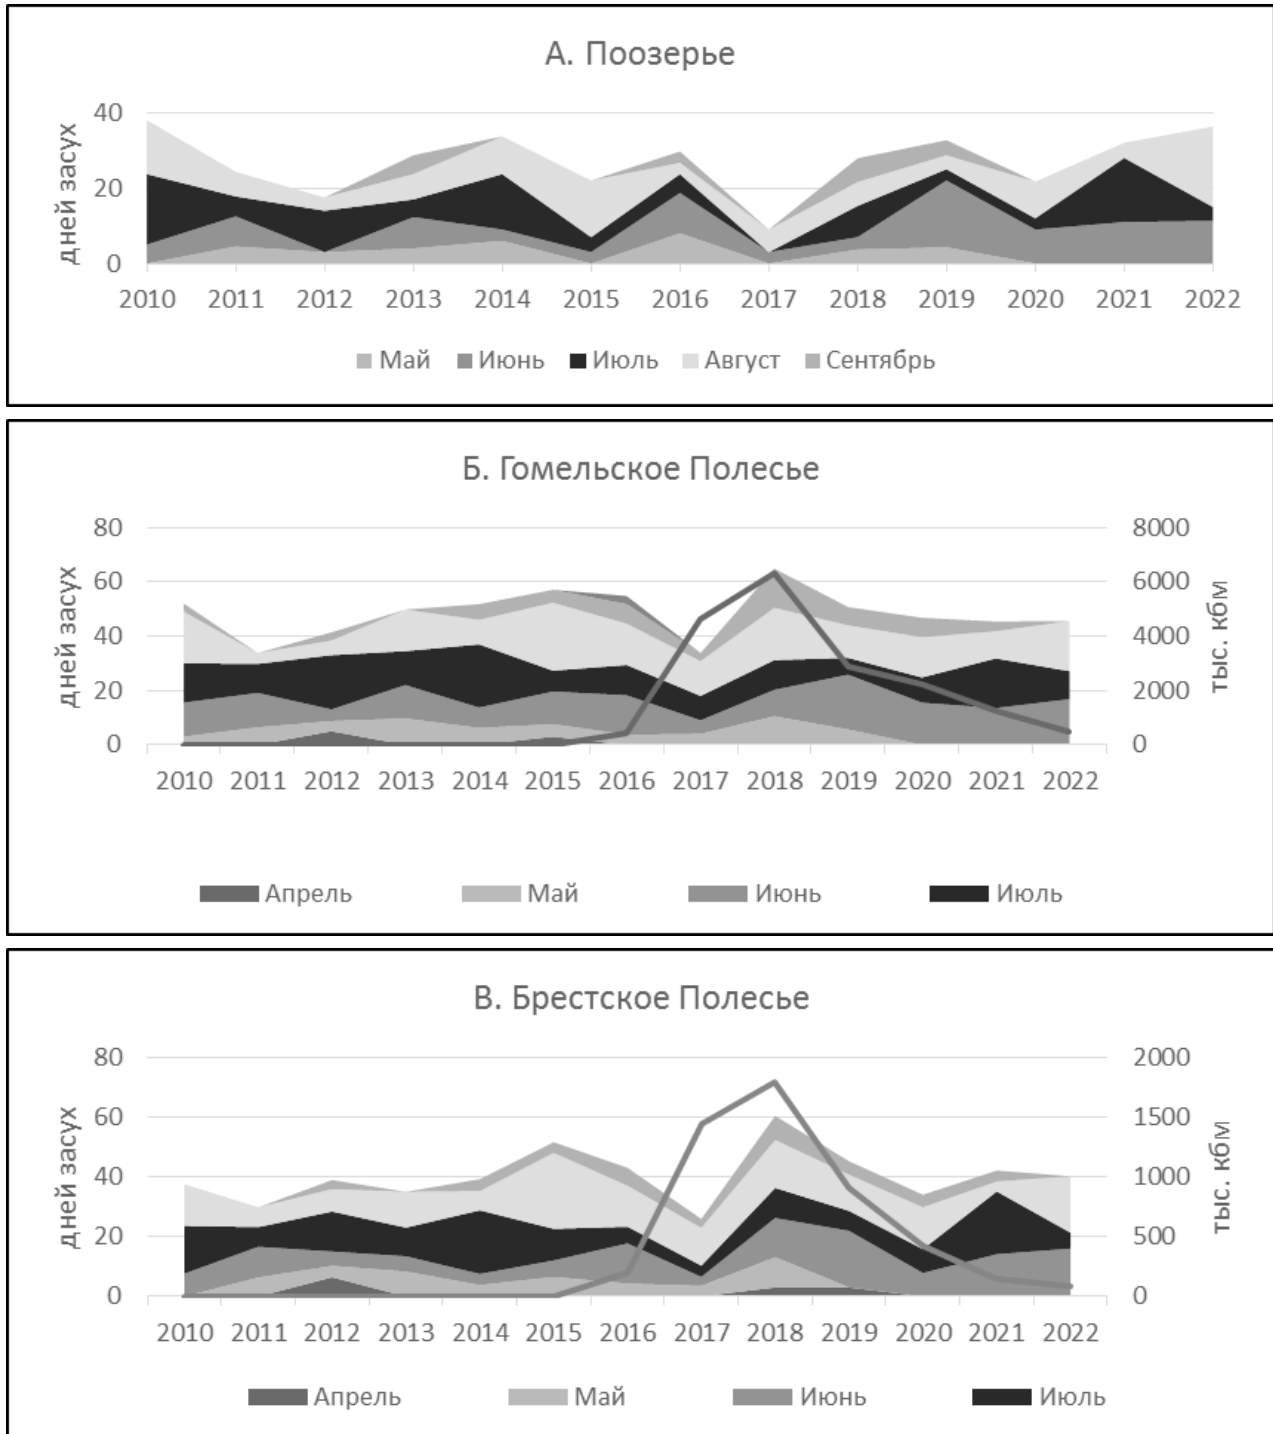 А. Поозерье
дней засух
40
20
0
2010 2011 2012 2013 2014 2015 2016 2017 2018 2019 2020 2021 2022
Май Июнь Июль Август Сентябрь
Б. Гомельское Полесье
дней засух
80
60
40
20
0
8000
6000
4000
2000
0
тыс. кбм
2010 2011 2012 2013 2014 2015 2016 2017 2018 2019 2020 2021 2022
Апрель Май Июнь Июль
В. Брестское Полесье
дней засух
80
60
40
20
0
2000
1500
1000
500
0
тыс. кбм
2010 2011 2012 2013 2014 2015 2016 2017 2018 2019 2020 2021 2022
Апрель Май Июнь Июль